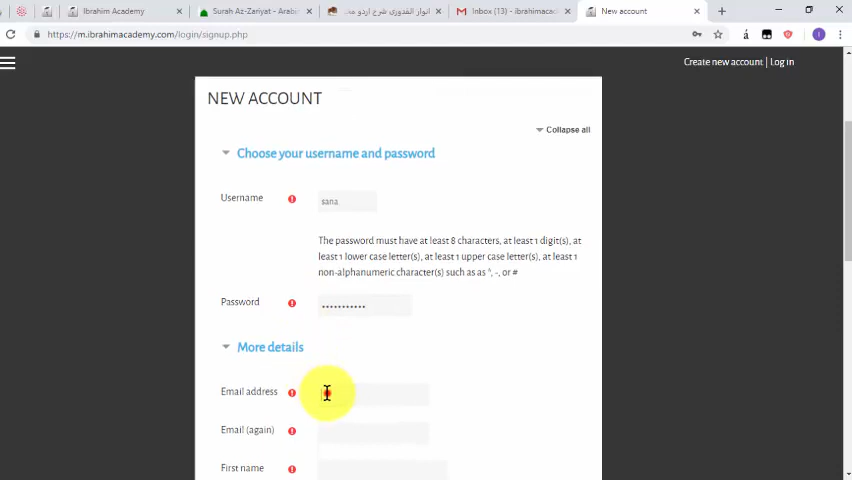 Ibrahim Academy
Surah Az-Zariyat - Arabi
انوار القدوری شرح اردو مخ
Inbox (13) - ibrahimacad
New account
https://m.ibrahimacademy.com/login/signup.php
Create new account | Log in
NEW ACCOUNT
Collapse all
Choose your username and password
Username
sana
The password must have at least 8 characters, at least 1 digit(s), at
least 1 lower case letter(s), at least 1 upper case letter(s), at least 1
non-alphanumeric character(s) such as as *, -, or #
Password
•••••••••••
More details
Email address
Email (again)
First name